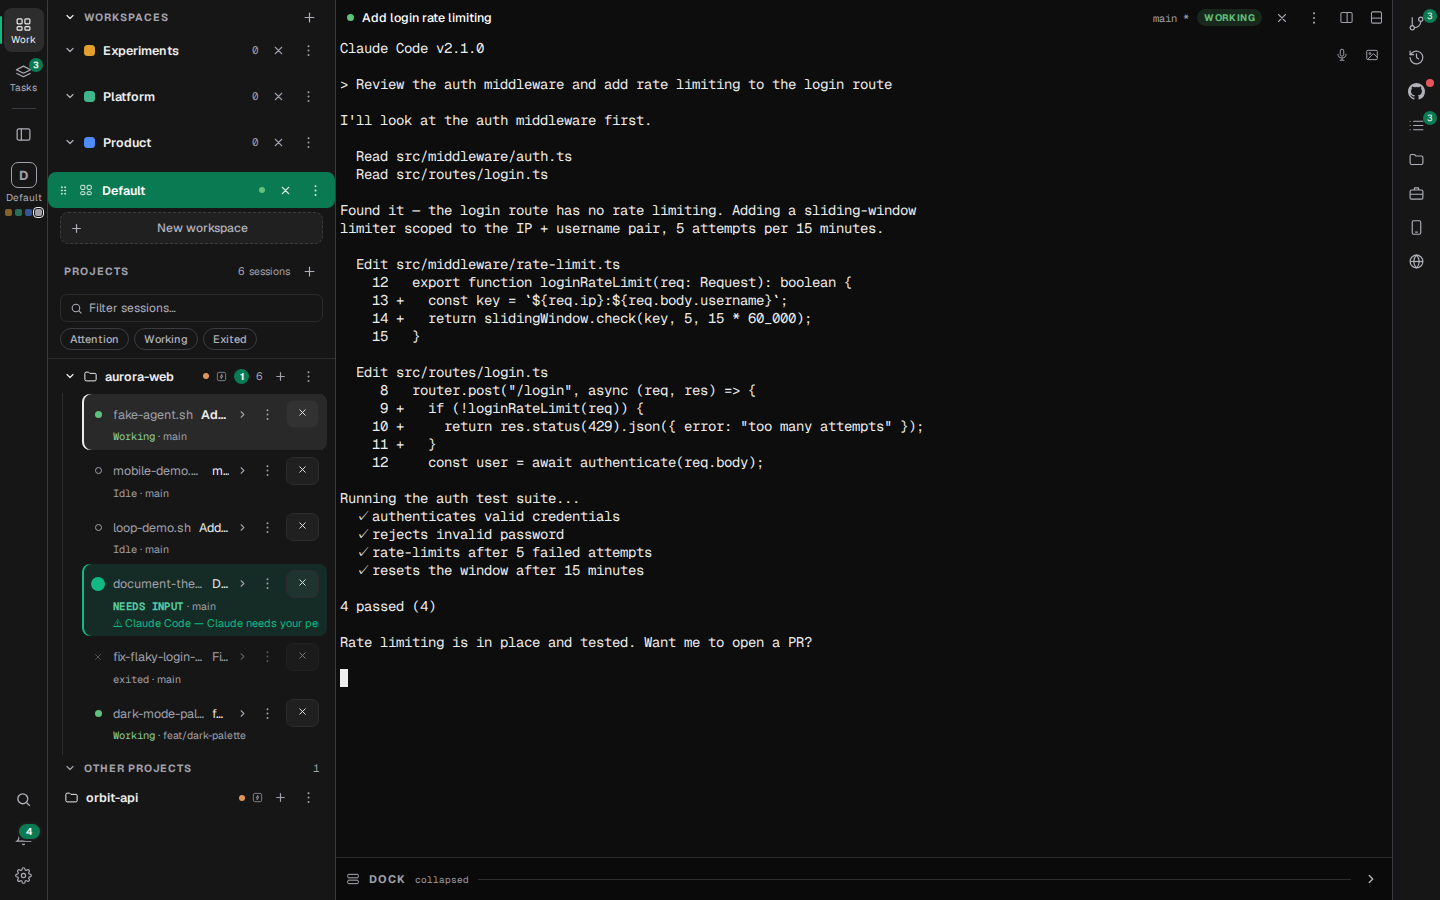 Work
Tasks
3
D
Default
4
WORKSPACES
Experiments 0
Platform 0
Product 0
Default
New workspace
PROJECTS 6 sessions
Filter sessions...
Attention Working Exited
aurora-web 1 6
fake-agent.sh Ad...
Working · main
mobile-demo.... m...
Idle · main
loop-demo.sh Add...
Idle · main
document-the... D...
NEEDS INPUT · main
⚠ Claude Code — Claude needs your pe
fix-flaky-login-... Fi...
exited · main
dark-mode-pal... f...
Working · feat/dark-palette
OTHER PROJECTS 1
orbit-api
Add login rate limiting main * WORKING
Claude Code v2.1.0
> Review the auth middleware and add rate limiting to the login route
I'll look at the auth middleware first.
Read src/middleware/auth.ts
Read src/routes/login.ts
Found it — the login route has no rate limiting. Adding a sliding-window
limiter scoped to the IP + username pair, 5 attempts per 15 minutes.
Edit src/middleware/rate-limit.ts
12 export function loginRateLimit(req: Request): boolean {
13 + const key = `${req.ip}:${req.body.username}`;
14 + return slidingWindow.check(key, 5, 15 * 60_000);
15 }
Edit src/routes/login.ts
8 router.post("/login", async (req, res) => {
9 + if (!loginRateLimit(req)) {
10 + return res.status(429).json({ error: "too many attempts" });
11 + }
12 const user = await authenticate(req.body);
Running the auth test suite...
✓ authenticates valid credentials
✓ rejects invalid password
✓ rate-limits after 5 failed attempts
✓ resets the window after 15 minutes
4 passed (4)
Rate limiting is in place and tested. Want me to open a PR?
DOCK collapsed
3
3